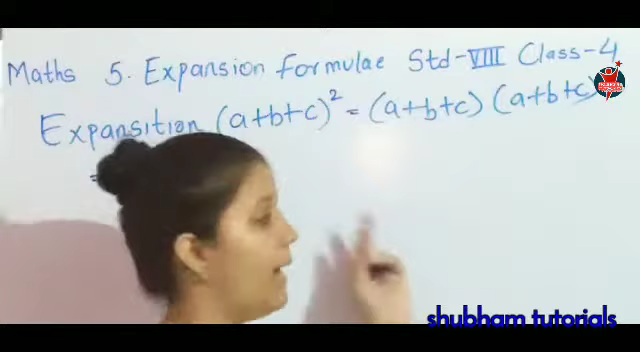 Maths 5. Expansion formulae Std-VIII Class-4
Expansition (a+b+c)² = (a+b+c) (a+b+c)
=
shubham tutorials